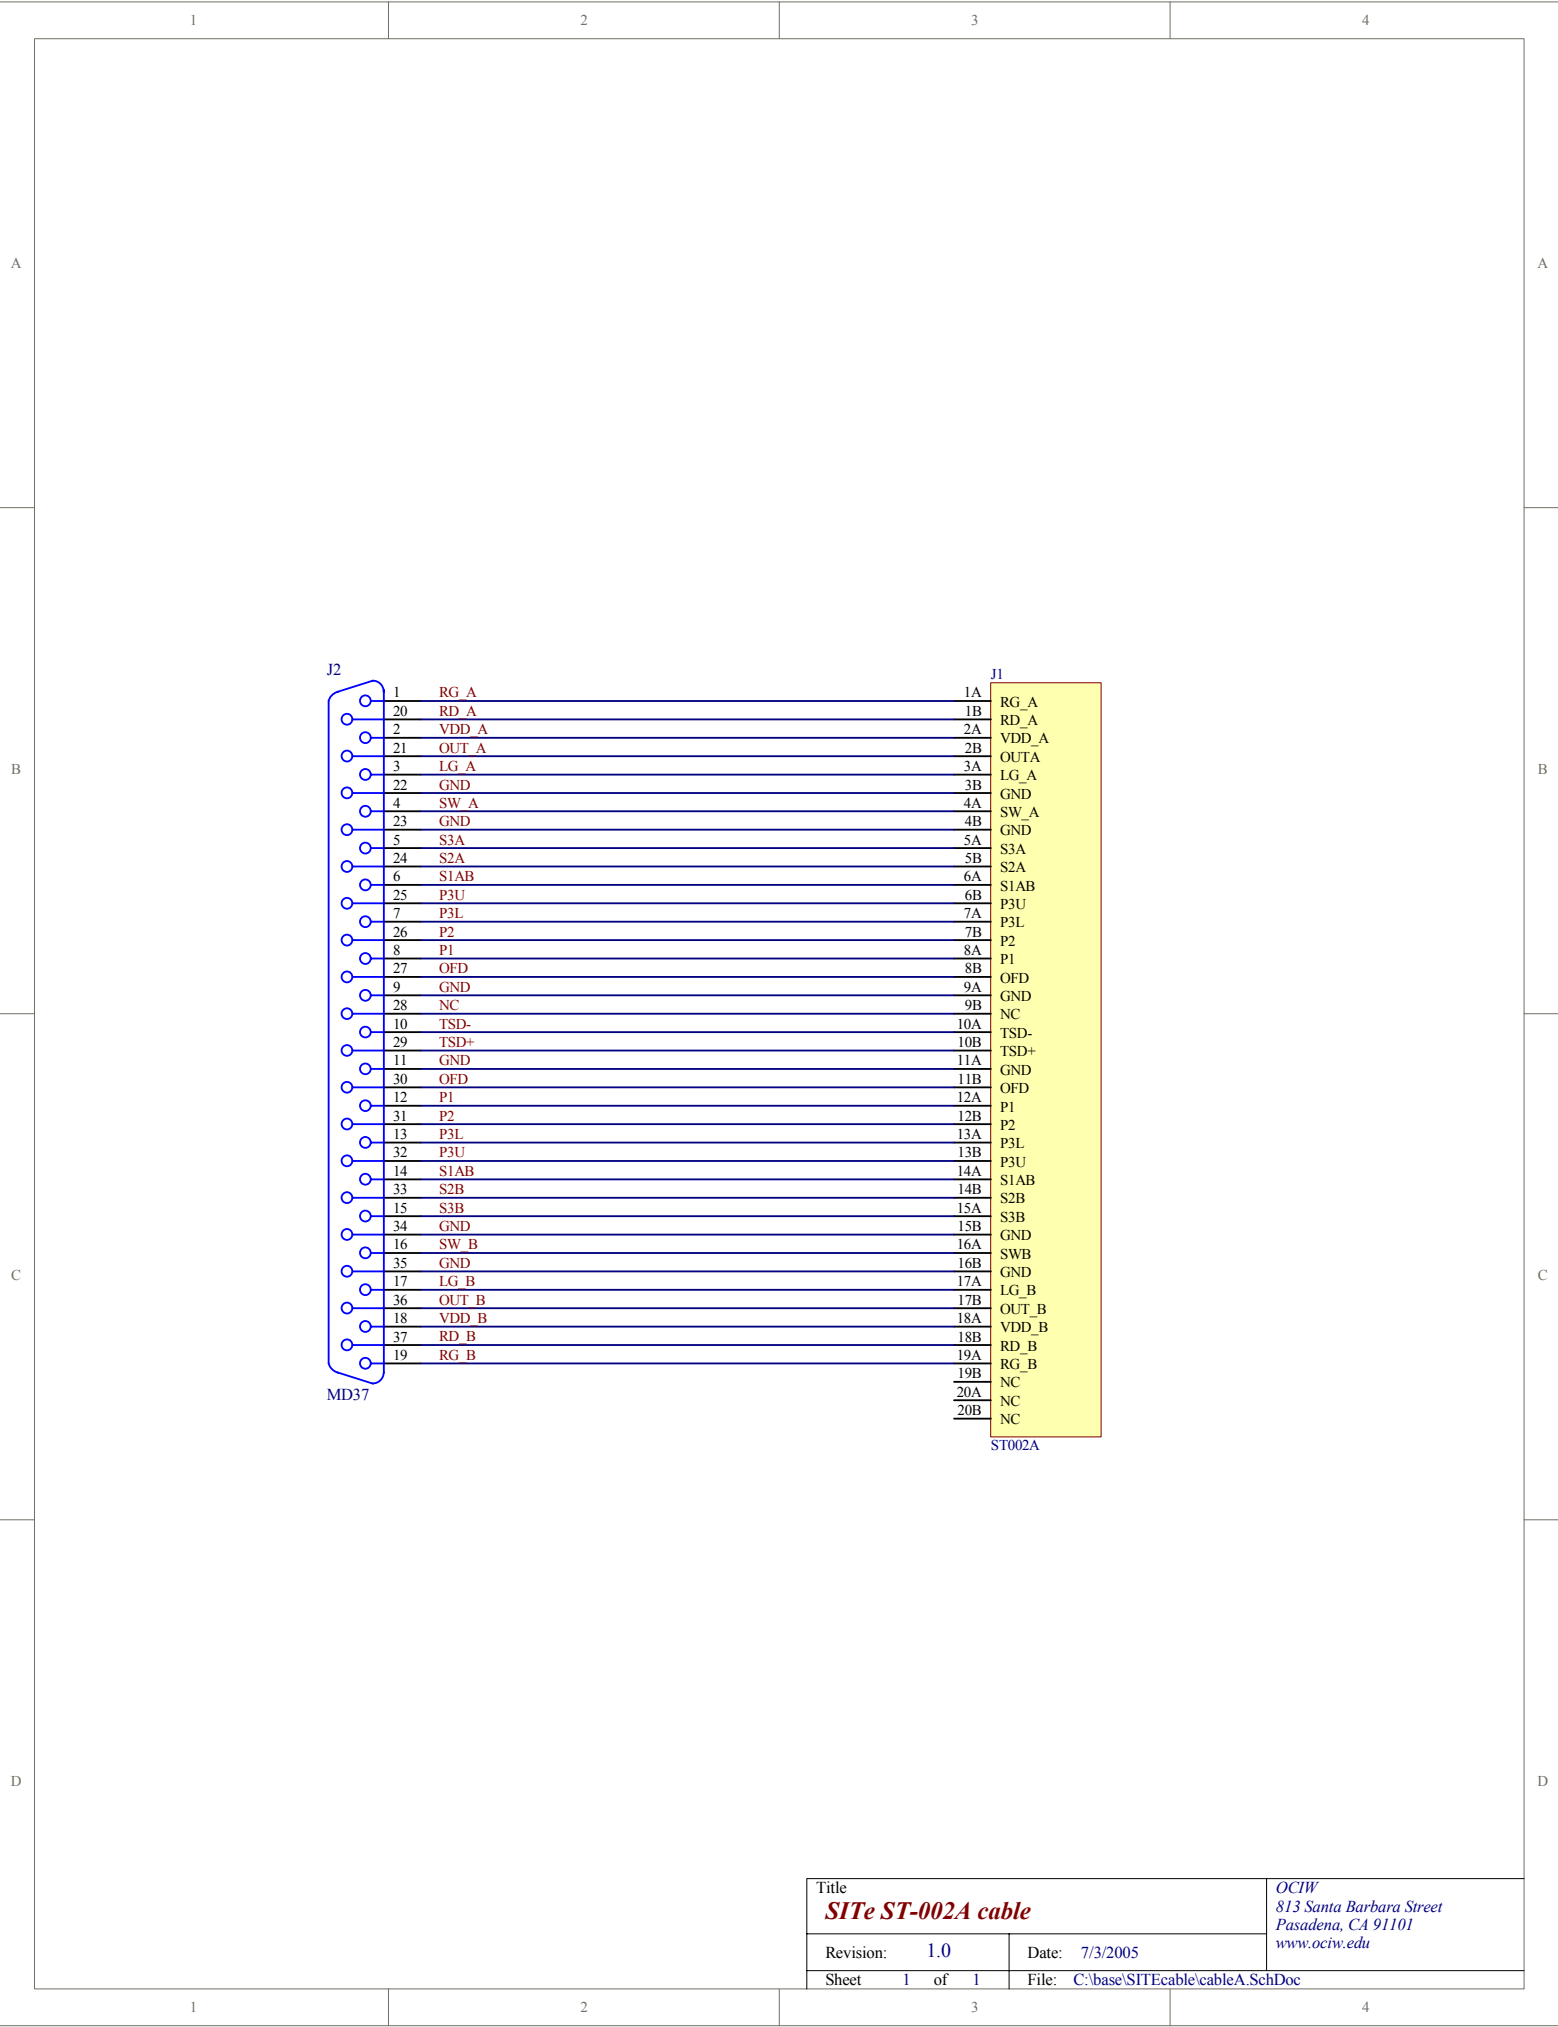 1 2 3 4
A A
B B
C C
D D
J2 J1
1 RG_A 1A RG_A
20 RD_A 1B RD_A
2 VDD_A 2A VDD_A
21 OUT_A 2B OUTA
3 LG_A 3A LG_A
22 GND 3B GND
4 SW_A 4A SW_A
23 GND 4B GND
5 S3A 5A S3A
24 S2A 5B S2A
6 S1AB 6A S1AB
25 P3U 6B P3U
7 P3L 7A P3L
26 P2 7B P2
8 P1 8A P1
27 OFD 8B OFD
9 GND 9A GND
28 NC 9B NC
10 TSD- 10A TSD-
29 TSD+ 10B TSD+
11 GND 11A GND
30 OFD 11B OFD
12 P1 12A P1
31 P2 12B P2
13 P3L 13A P3L
32 P3U 13B P3U
14 S1AB 14A S1AB
33 S2B 14B S2B
15 S3B 15A S3B
34 GND 15B GND
16 SW_B 16A SWB
35 GND 16B GND
17 LG_B 17A LG_B
36 OUT_B 17B OUT_B
18 VDD_B 18A VDD_B
37 RD_B 18B RD_B
19 RG_B 19A RG_B
19B NC
20A NC
20B NC
MD37
ST002A
Title
SITe ST-002A cable
OCIW
813 Santa Barbara Street
Pasadena, CA 91101
www.ociw.edu
Revision: 1.0 Date: 7/3/2005
Sheet 1 of 1 File: C:\base\SITEcable\cableA.SchDoc
1 2 3 4